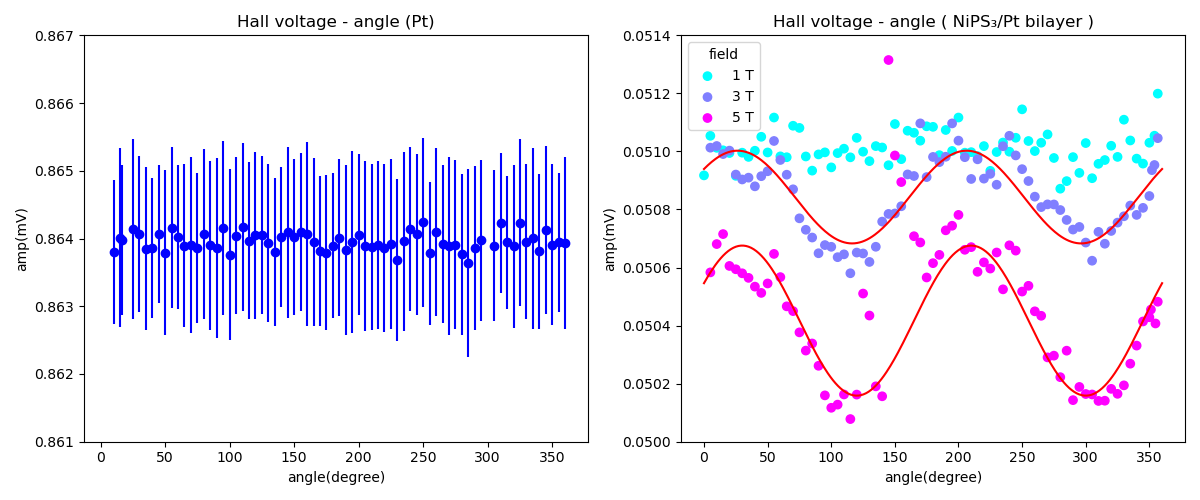 Hall voltage - angle (Pt)
amp(mV)
0.867
0.866
0.865
0.864
0.863
0.862
0.861
0 50 100 150 200 250 300 350
angle(degree)
Hall voltage - angle ( NiPS₃/Pt bilayer )
amp(mV)
0.0514
0.0512
0.0510
0.0508
0.0506
0.0504
0.0502
0.0500
field
1 T
3 T
5 T
0 50 100 150 200 250 300 350
angle(degree)